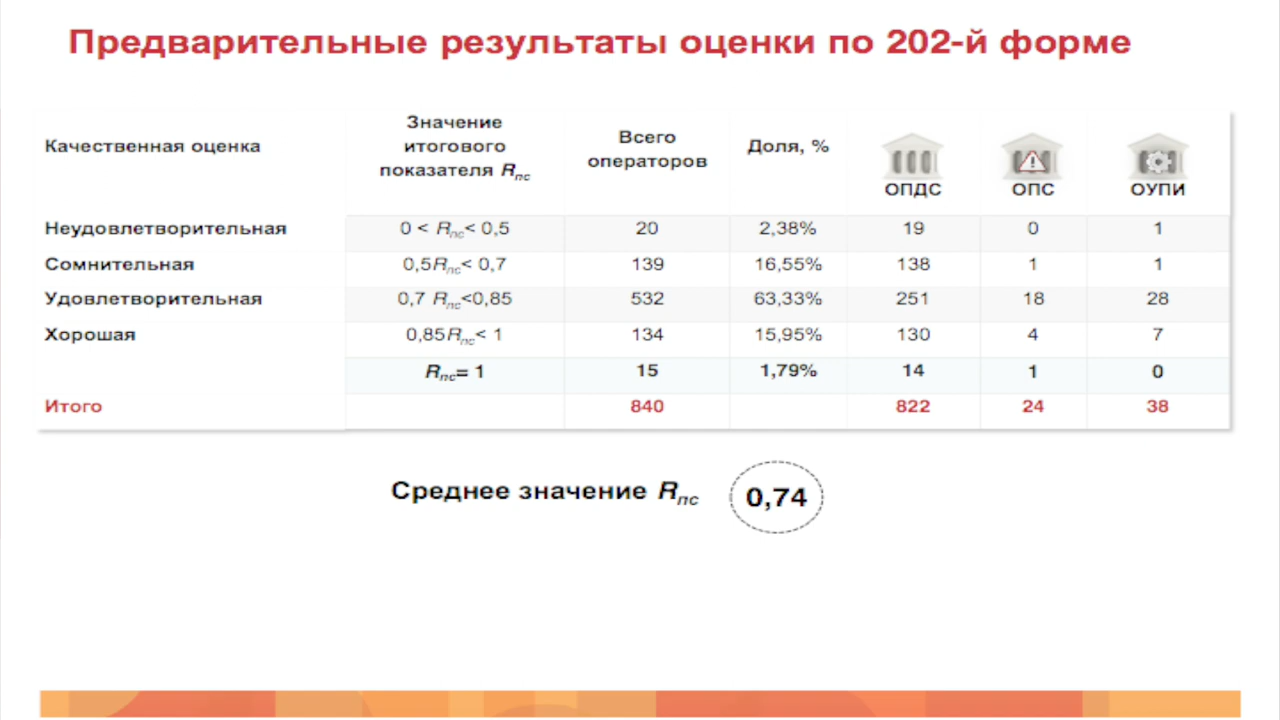 Предварительные результаты оценки по 202-й форме
Качественная оценка
Значение
итогового
показателя Rпс
Всего
операторов
Доля, %
ОПДС
ОПС
ОУПИ
Неудовлетворительная 0 < Rпс< 0,5 20 2,38% 19 0 1
Сомнительная 0,5Rпс< 0,7 139 16,55% 138 1 1
Удовлетворительная 0,7 Rпс<0,85 532 63,33% 251 18 28
Хорошая 0,85Rпс< 1 134 15,95% 130 4 7
Rпс= 1 15 1,79% 14 1 0
Итого 840 822 24 38
Среднее значение Rпс 0,74